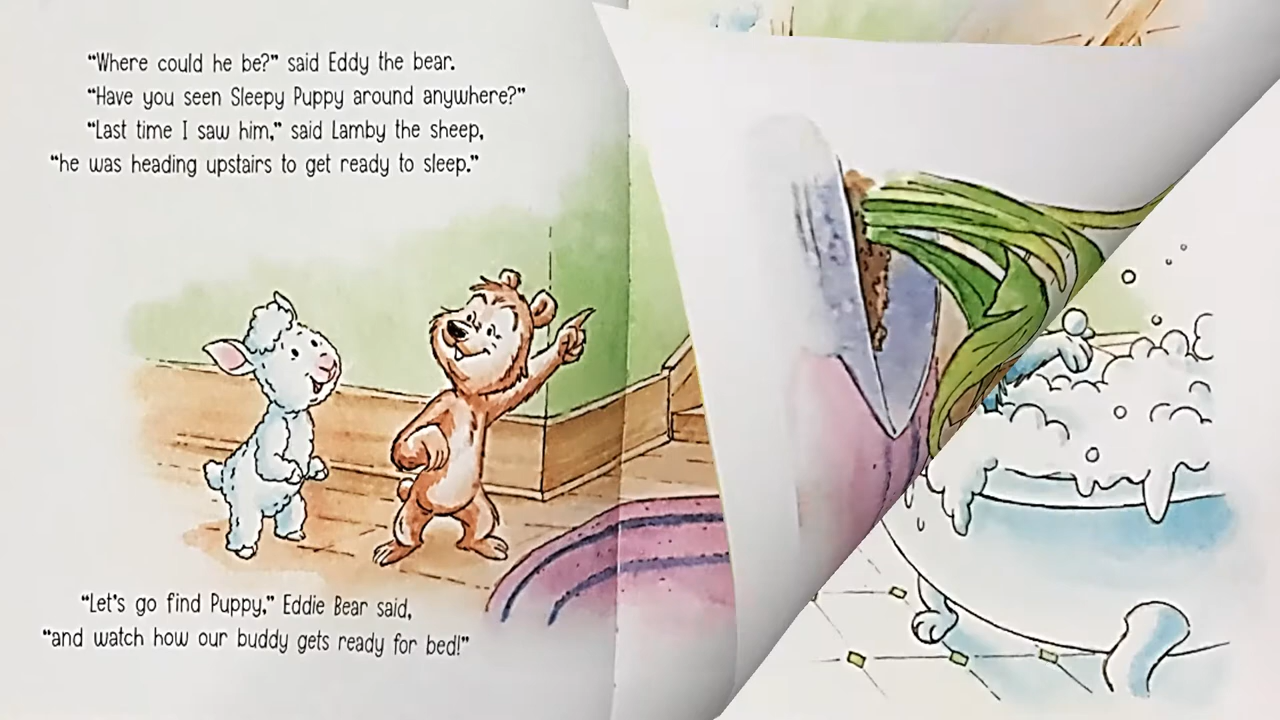 “Where could he be?” said Eddy the bear.
“Have you seen Sleepy Puppy around anywhere?”
“Last time I saw him,” said Lamby the sheep,
“he was heading upstairs to get ready to sleep.”
“Let’s go find Puppy,” Eddie Bear said,
“and watch how our buddy gets ready for bed!”